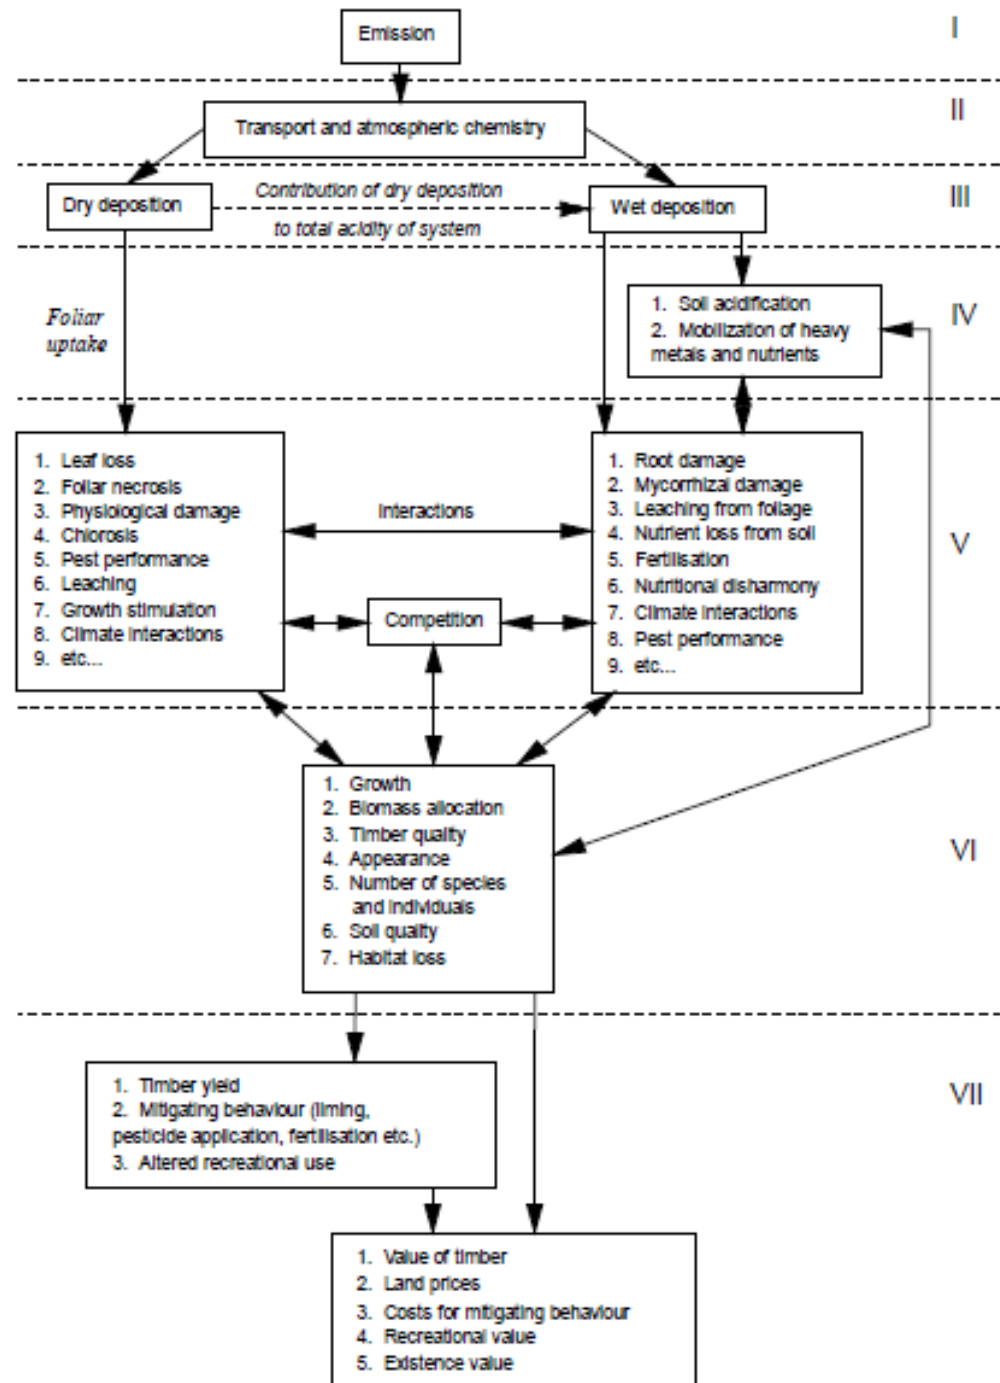 Emission
I
Transport and atmospheric chemistry
II
Dry deposition
Contribution of dry deposition
to total acidity of system
Wet deposition
III
Foliar
uptake
1. Soil acidification
2. Mobilization of heavy
metals and nutrients
IV
1. Leaf loss
2. Foliar necrosis
3. Physiological damage
4. Chlorosis
5. Pest performance
6. Leaching
7. Growth stimulation
8. Climate interactions
9. etc...
Interactions
Competition
1. Root damage
2. Mycorrhizal damage
3. Leaching from foliage
4. Nutrient loss from soil
5. Fertilisation
6. Nutritional disharmony
7. Climate interactions
8. Pest performance
9. etc...
V
1. Growth
2. Biomass allocation
3. Timber quality
4. Appearance
5. Number of species
and individuals
6. Soil quality
7. Habitat loss
VI
1. Timber yield
2. Mitigating behaviour (liming,
pesticide application, fertilisation etc.)
3. Altered recreational use
VII
1. Value of timber
2. Land prices
3. Costs for mitigating behaviour
4. Recreational value
5. Existence value